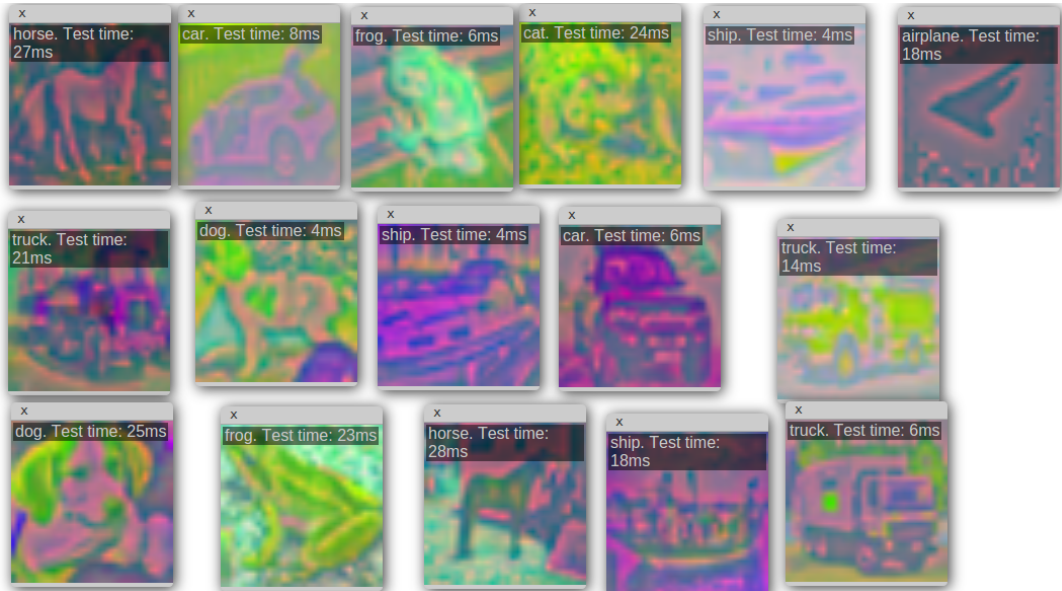 x
horse. Test time:
27ms
x
car. Test time: 8ms
x
frog. Test time: 6ms
x
cat. Test time: 24ms
x
ship. Test time: 4ms
x
airplane. Test time:
18ms
x
truck. Test time:
21ms
x
dog. Test time: 4ms
x
ship. Test time: 4ms
x
car. Test time: 6ms
x
truck. Test time:
14ms
x
dog. Test time: 25ms
x
frog. Test time: 23ms
x
horse. Test time:
28ms
x
ship. Test time:
18ms
x
truck. Test time: 6ms